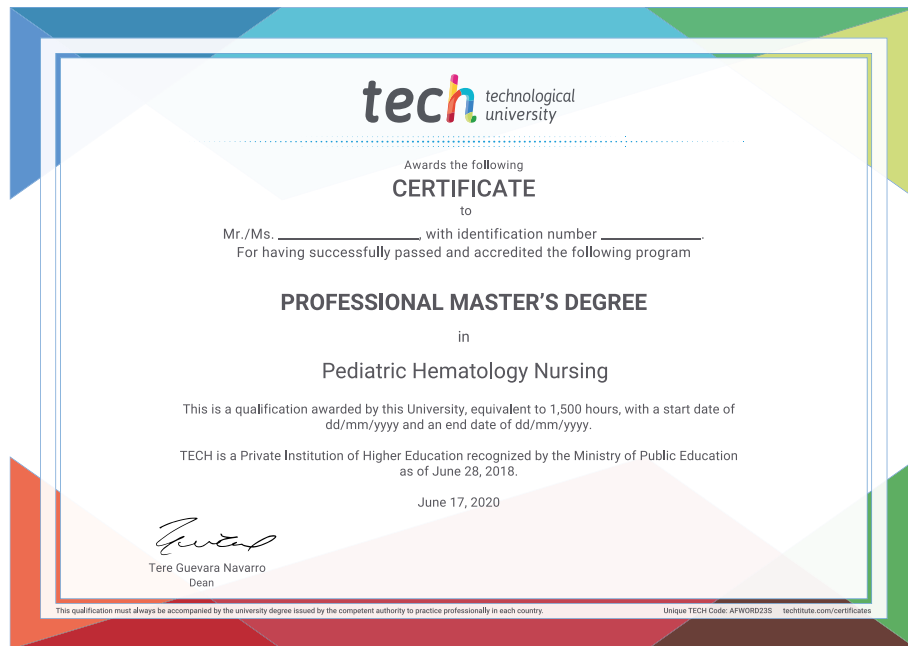 tech technological
university
Awards the following
CERTIFICATE
to
Mr./Ms. ____________________, with identification number ______________.
For having successfully passed and accredited the following program
PROFESSIONAL MASTER'S DEGREE
in
Pediatric Hematology Nursing
This is a qualification awarded by this University, equivalent to 1,500 hours, with a start date of
dd/mm/yyyy and an end date of dd/mm/yyyy.
TECH is a Private Institution of Higher Education recognized by the Ministry of Public Education
as of June 28, 2018.
June 17, 2020
Tere Guevara Navarro
Dean
This qualification must always be accompanied by the university degree issued by the competent authority to practice professionally in each country.
Unique TECH Code: AFWORD23S techtitute.com/certificates